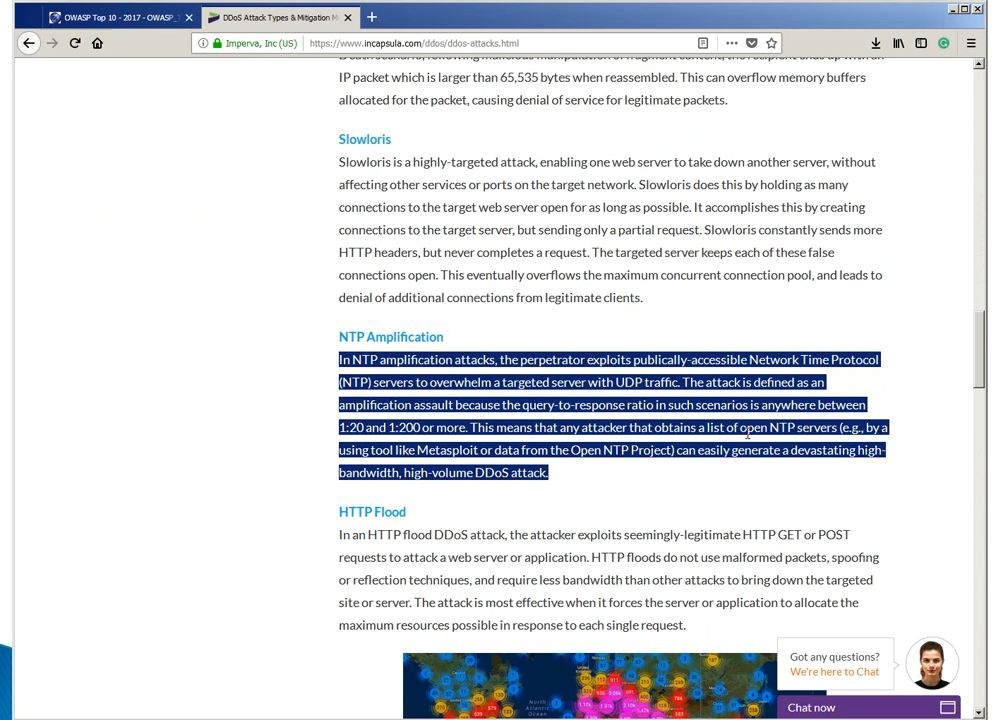 OWASP Top 10 - 2017 - OWASP_
DDoS Attack Types & Mitigation M
Imperva, Inc (US)
https://www.incapsula.com/ddos/ddos-attacks.html
IP packet which is larger than 65,535 bytes when reassembled. This can overflow memory buffers
allocated for the packet, causing denial of service for legitimate packets.
Slowloris
Slowloris is a highly-targeted attack, enabling one web server to take down another server, without
affecting other services or ports on the target network. Slowloris does this by holding as many
connections to the target web server open for as long as possible. It accomplishes this by creating
connections to the target server, but sending only a partial request. Slowloris constantly sends more
HTTP headers, but never completes a request. The targeted server keeps each of these false
connections open. This eventually overflows the maximum concurrent connection pool, and leads to
denial of additional connections from legitimate clients.
NTP Amplification
In NTP amplification attacks, the perpetrator exploits publically-accessible Network Time Protocol
(NTP) servers to overwhelm a targeted server with UDP traffic. The attack is defined as an
amplification assault because the query-to-response ratio in such scenarios is anywhere between
1:20 and 1:200 or more. This means that any attacker that obtains a list of open NTP servers (e.g., by a
using tool like Metasploit or data from the Open NTP Project) can easily generate a devastating high-
bandwidth, high-volume DDoS attack.
HTTP Flood
In an HTTP flood DDoS attack, the attacker exploits seemingly-legitimate HTTP GET or POST
requests to attack a web server or application. HTTP floods do not use malformed packets, spoofing
or reflection techniques, and require less bandwidth than other attacks to bring down the targeted
site or server. The attack is most effective when it forces the server or application to allocate the
maximum resources possible in response to each single request.
Got any questions?
We're here to Chat
Chat now
North
Atlantic
Ocean